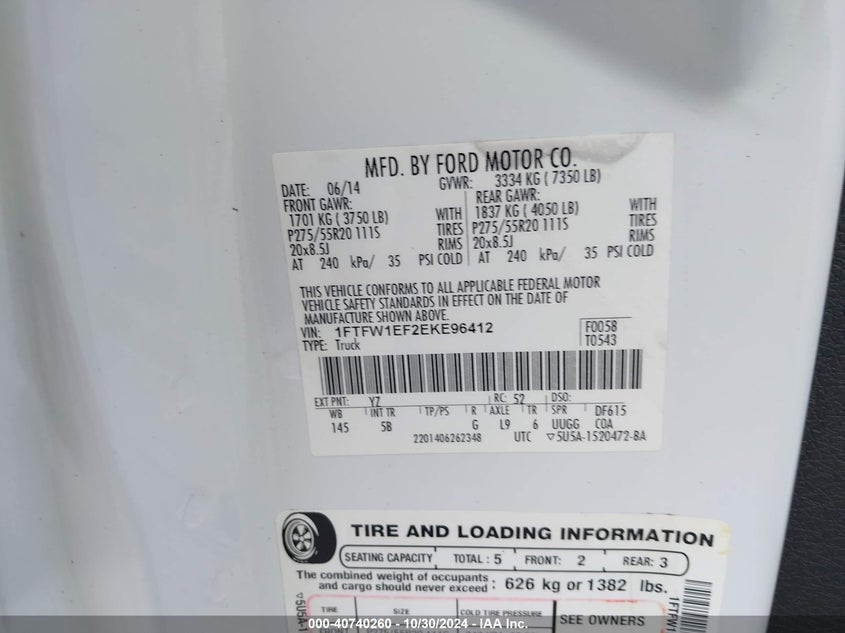 MFD. BY FORD MOTOR CO.
DATE: 06/14 GVWR: 3334 KG ( 7350 LB)
FRONT GAWR: REAR GAWR:
1701 KG ( 3750 LB) WITH 1837 KG ( 4050 LB) WITH
P275/55R20 111S TIRES P275/55R20 111S TIRES
20x8.5J RIMS 20x8.5J RIMS
AT 240 kPa/ 35 PSI COLD AT 240 kPa/ 35 PSI COLD
THIS VEHICLE CONFORMS TO ALL APPLICABLE FEDERAL MOTOR
VEHICLE SAFETY STANDARDS IN EFFECT ON THE DATE OF
MANUFACTURE SHOWN ABOVE.
VIN: 1FTFW1EF2EKE96412 F0058
TYPE: Truck T0543
EXT PNT: YZ RC: 52 DSO:
WB INT TR TP/PS R AXLE TR SPR DF615
145 5B G L9 6 UUGG COA
2201406262348 UTC ▽5U5A-1520472-BA
TIRE AND LOADING INFORMATION
SEATING CAPACITY TOTAL : 5 FRONT: 2 REAR: 3
The combined weight of occupants
and cargo should never exceed : 626 kg or 1382 lbs.
TIRE SIZE COLD TIRE PRESSURE SEE OWNERS
000-40740260 - 10/30/2024 - IAA Inc.